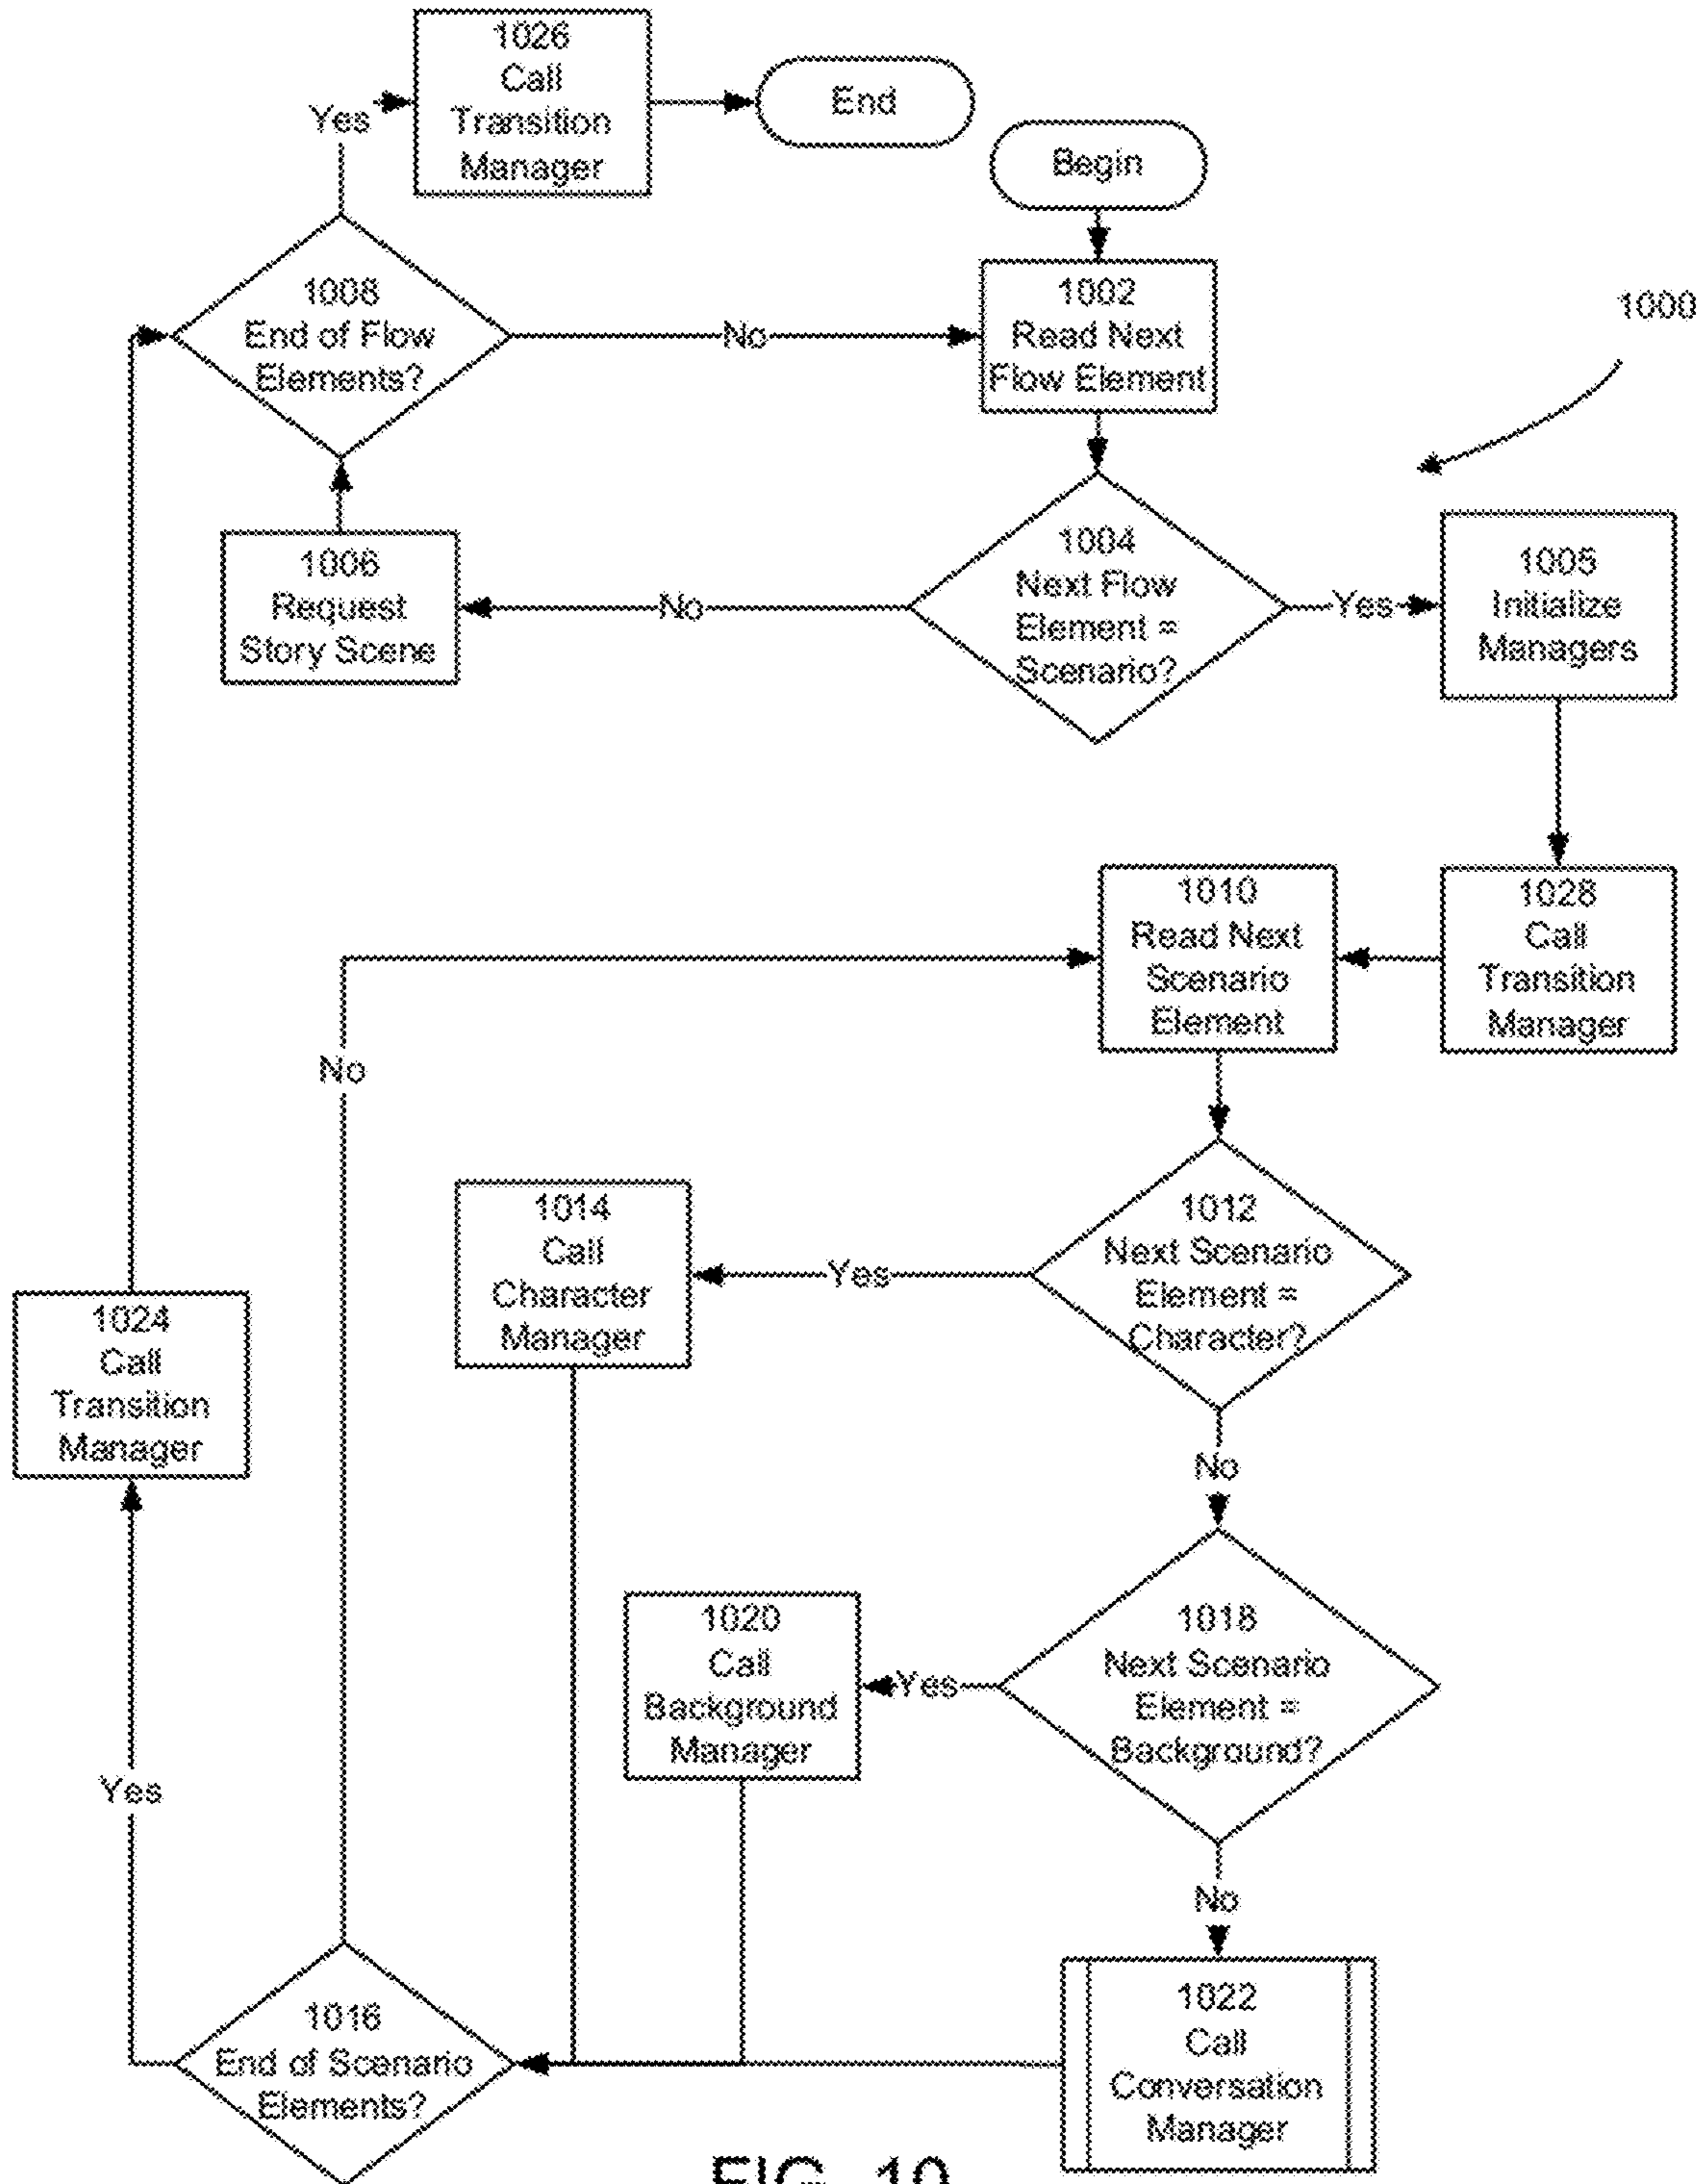 1026
Call
Transition
Manager
End
Begin
Yes
1008
End of Flow
Elements?
No
1002
Read Next
Flow Element
1000
1006
Request
Story Scene
No
1004
Next Flow
Element =
Scenario?
Yes
1005
Initialize
Managers
1010
Read Next
Scenario
Element
1028
Call
Transition
Manager
No
1014
Call
Character
Manager
Yes
1012
Next Scenario
Element =
Character?
1024
Call
Transition
Manager
No
1020
Call
Background
Manager
Yes
1018
Next Scenario
Element =
Background?
Yes
No
1016
End of Scenario
Elements?
1022
Call
Conversation
Manager
FIG. 10